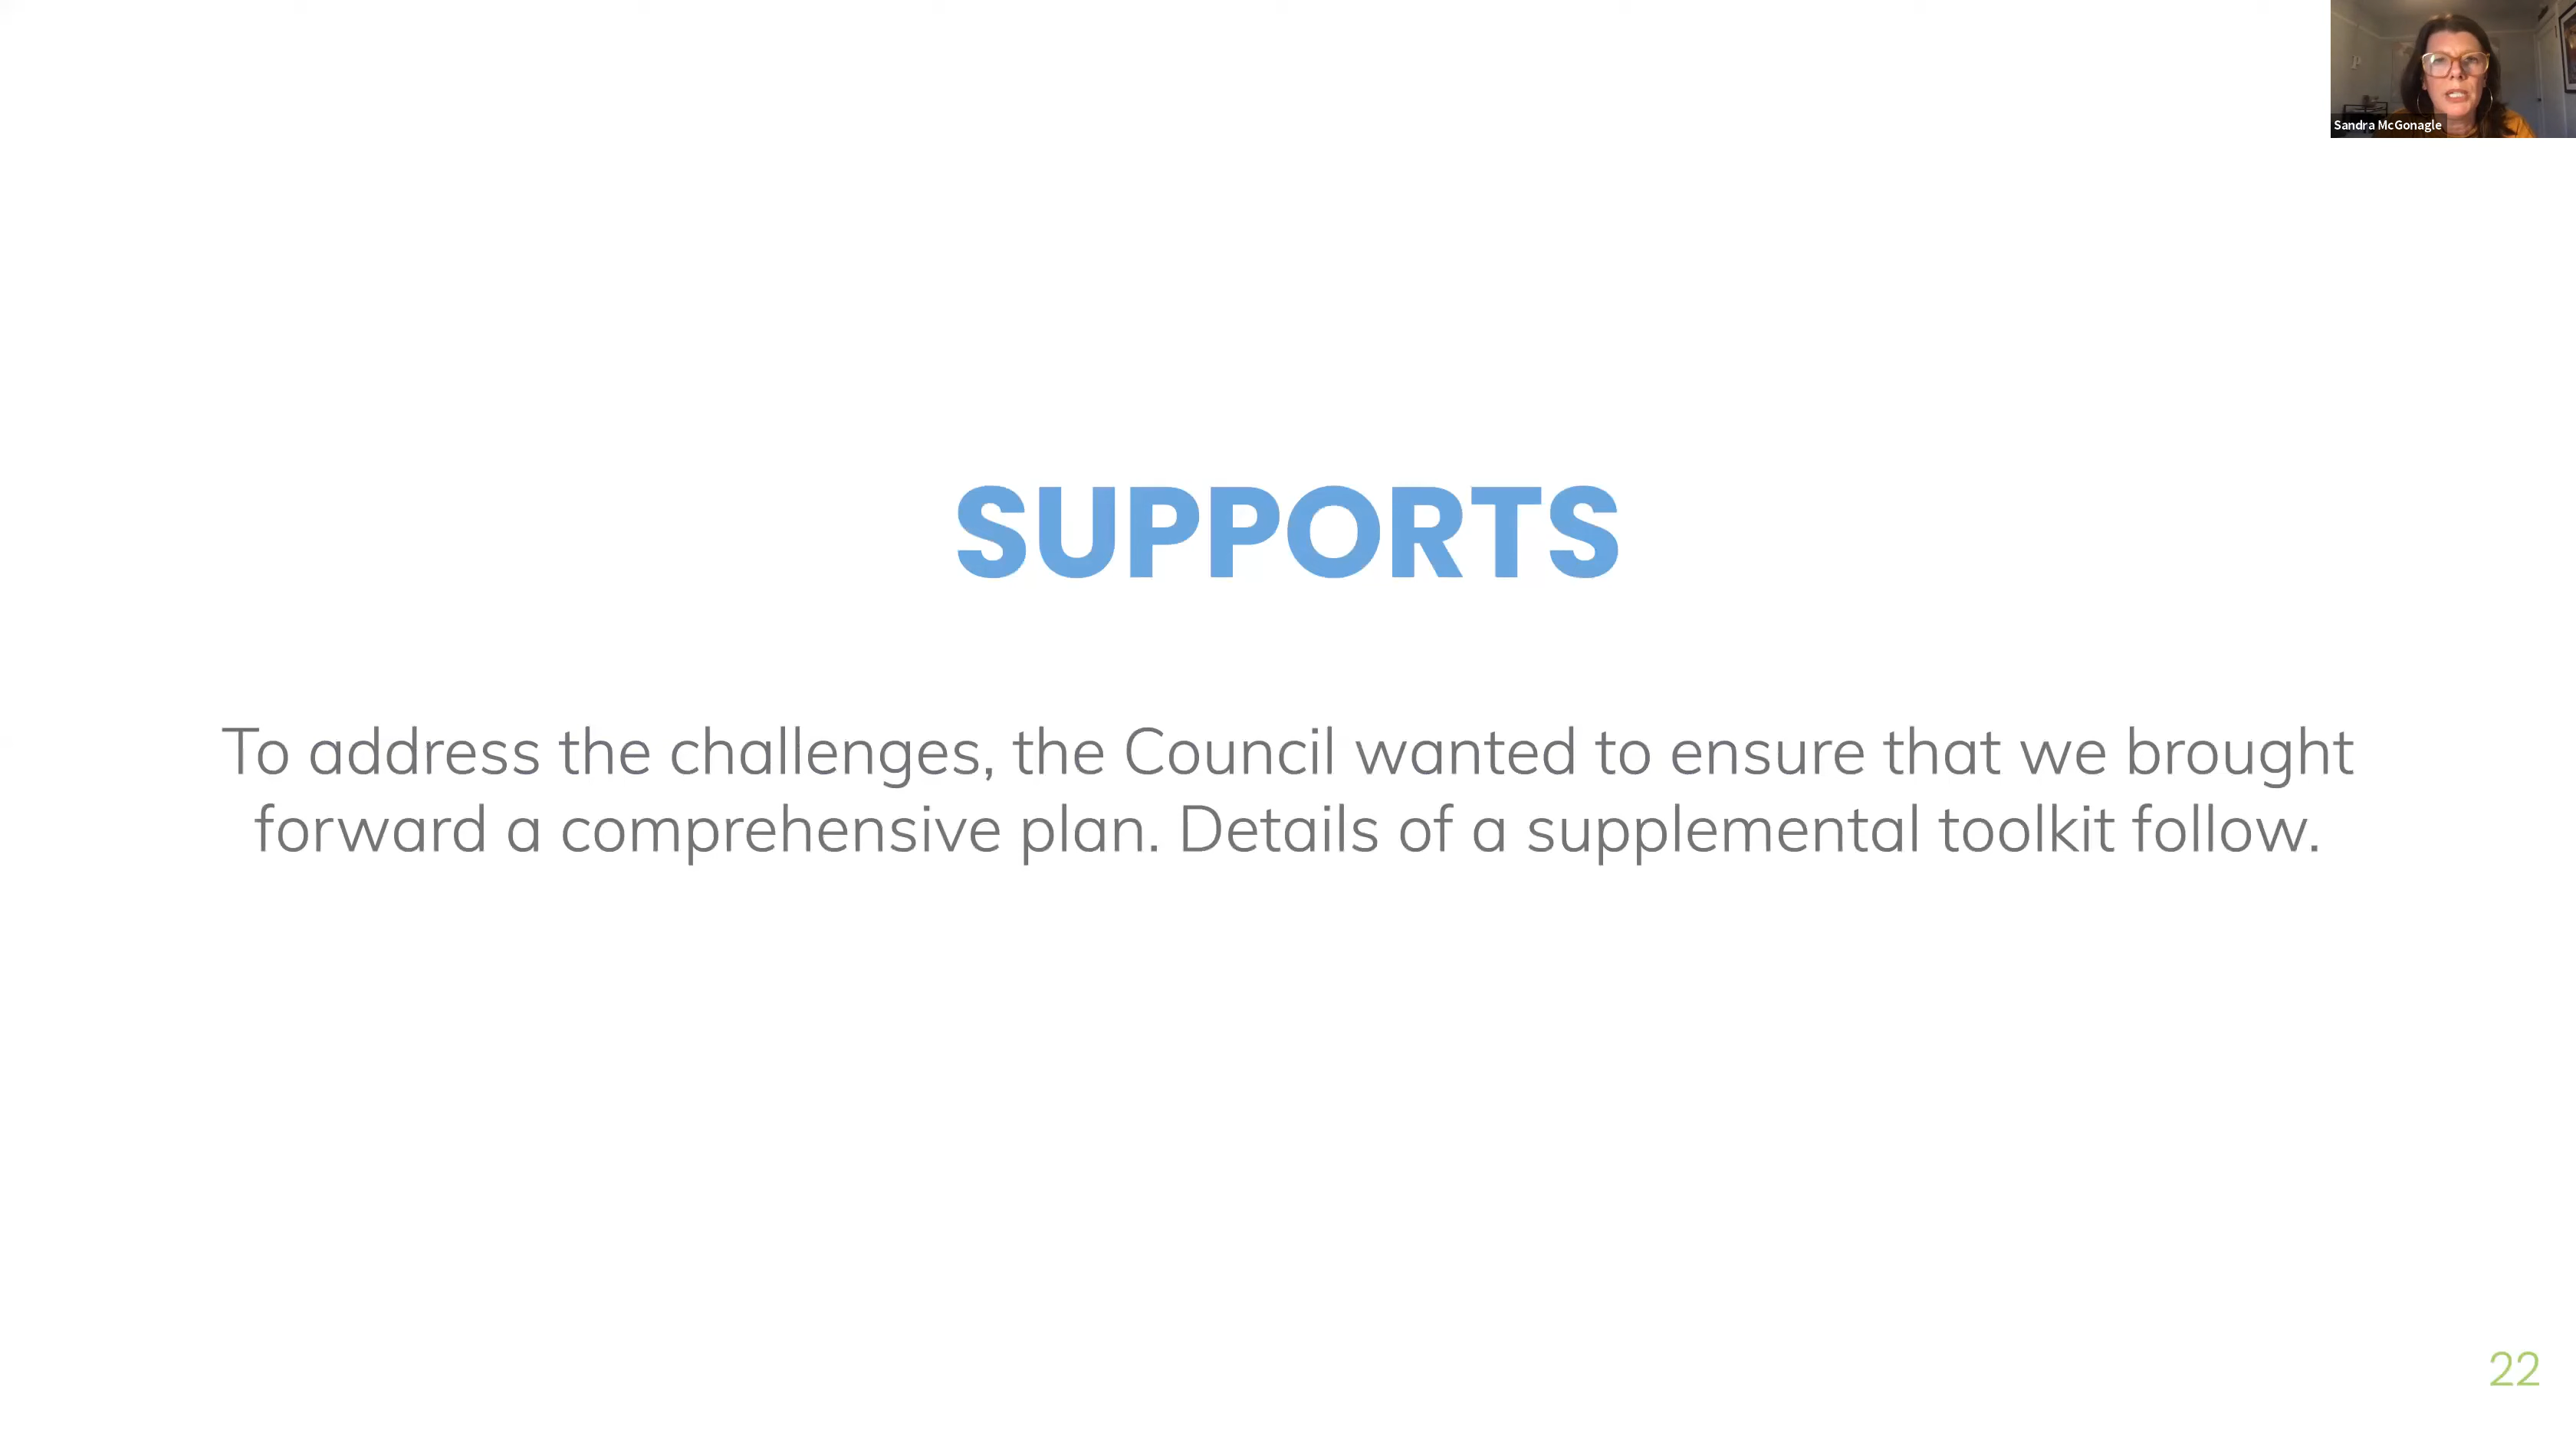 Sandra McGonagle
SUPPORTS
To address the challenges, the Council wanted to ensure that we brought
forward a comprehensive plan. Details of a supplemental toolkit follow.
22